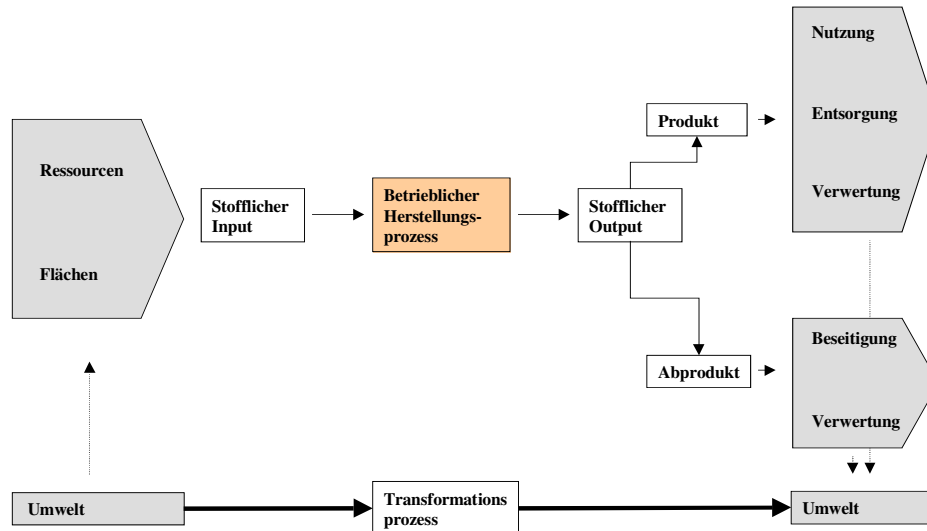 Nutzung
Entsorgung
Verwertung
Produkt
Ressourcen
Flächen
Stofflicher
Input
Betrieblicher
Herstellungs-
prozess
Stofflicher
Output
Abprodukt
Beseitigung
Verwertung
Umwelt
Transformations
prozess
Umwelt